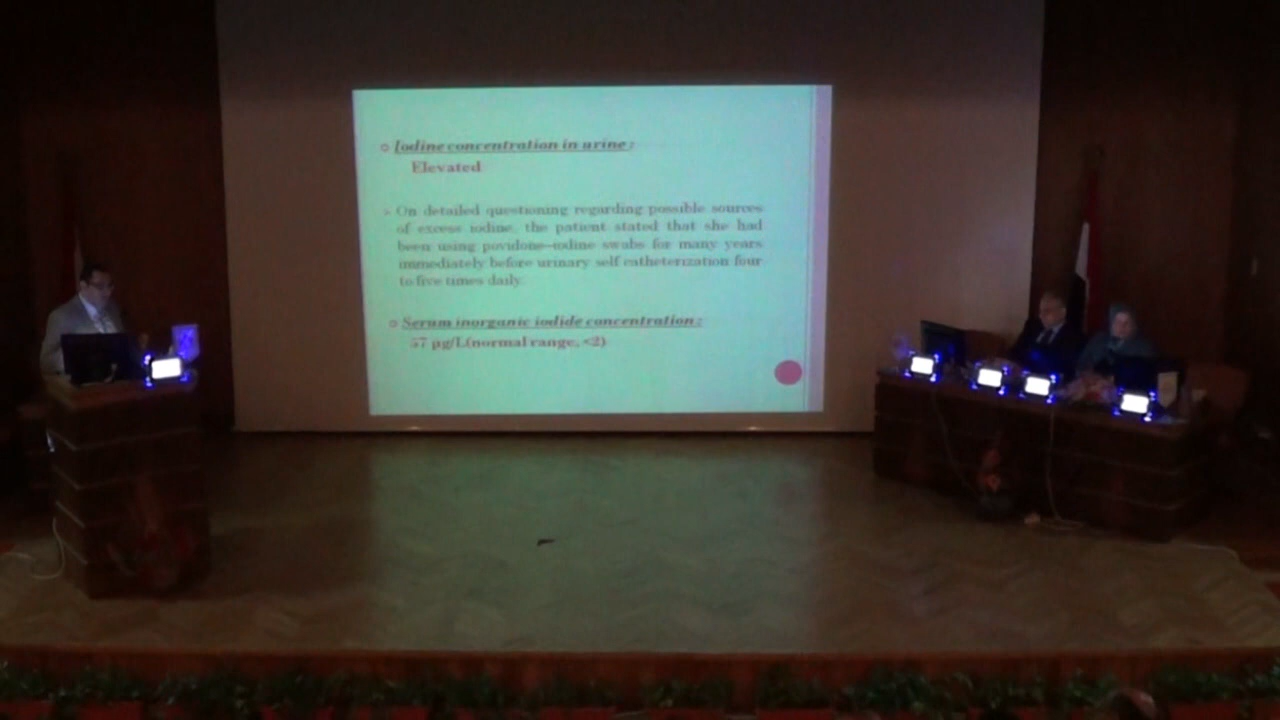 Iodine concentration in urine :
Elevated
On detailed questioning regarding possible sources
of excess iodine, the patient stated that she had
been using povidone–iodine swabs for many years
immediately before urinary self catheterization four
to five times daily.
Serum inorganic iodide concentration :
57 µg/L(normal range, <2)